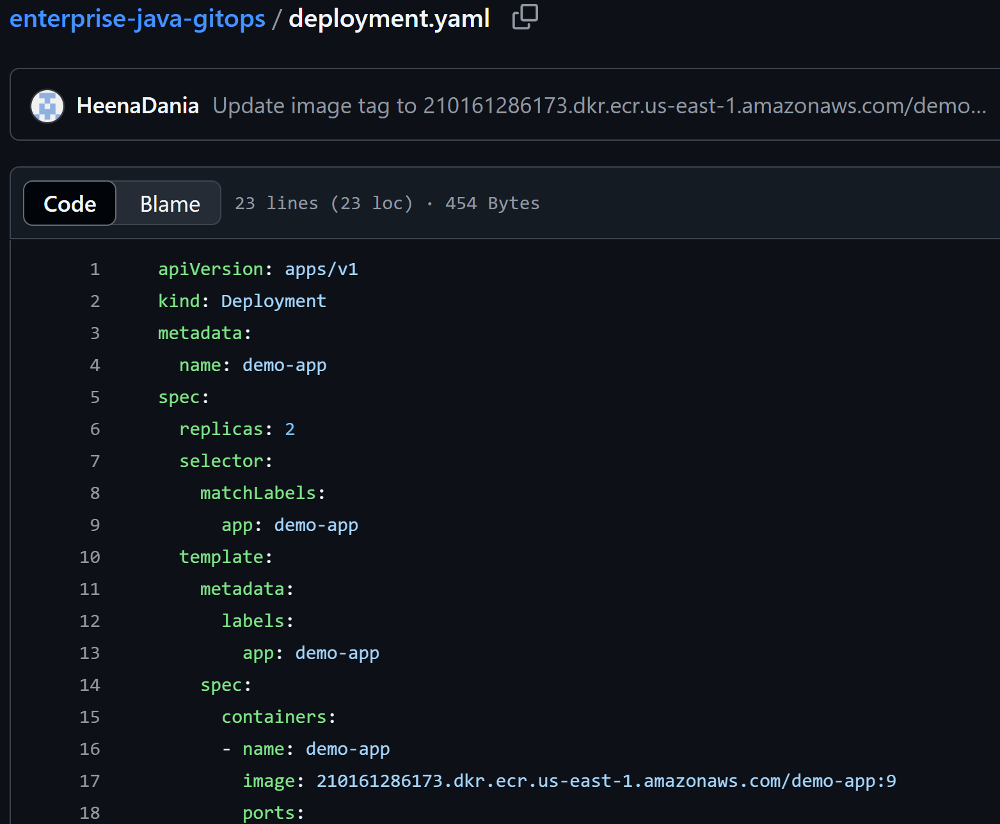 enterprise-java-gitops / deployment.yaml
HeenaDania Update image tag to 210161286173.dkr.ecr.us-east-1.amazonaws.com/demo...
Code Blame 23 lines (23 loc) · 454 Bytes
1 apiVersion: apps/v1
2 kind: Deployment
3 metadata:
4   name: demo-app
5 spec:
6   replicas: 2
7   selector:
8     matchLabels:
9       app: demo-app
10   template:
11     metadata:
12       labels:
13         app: demo-app
14     spec:
15       containers:
16       - name: demo-app
17         image: 210161286173.dkr.ecr.us-east-1.amazonaws.com/demo-app:9
18         ports: